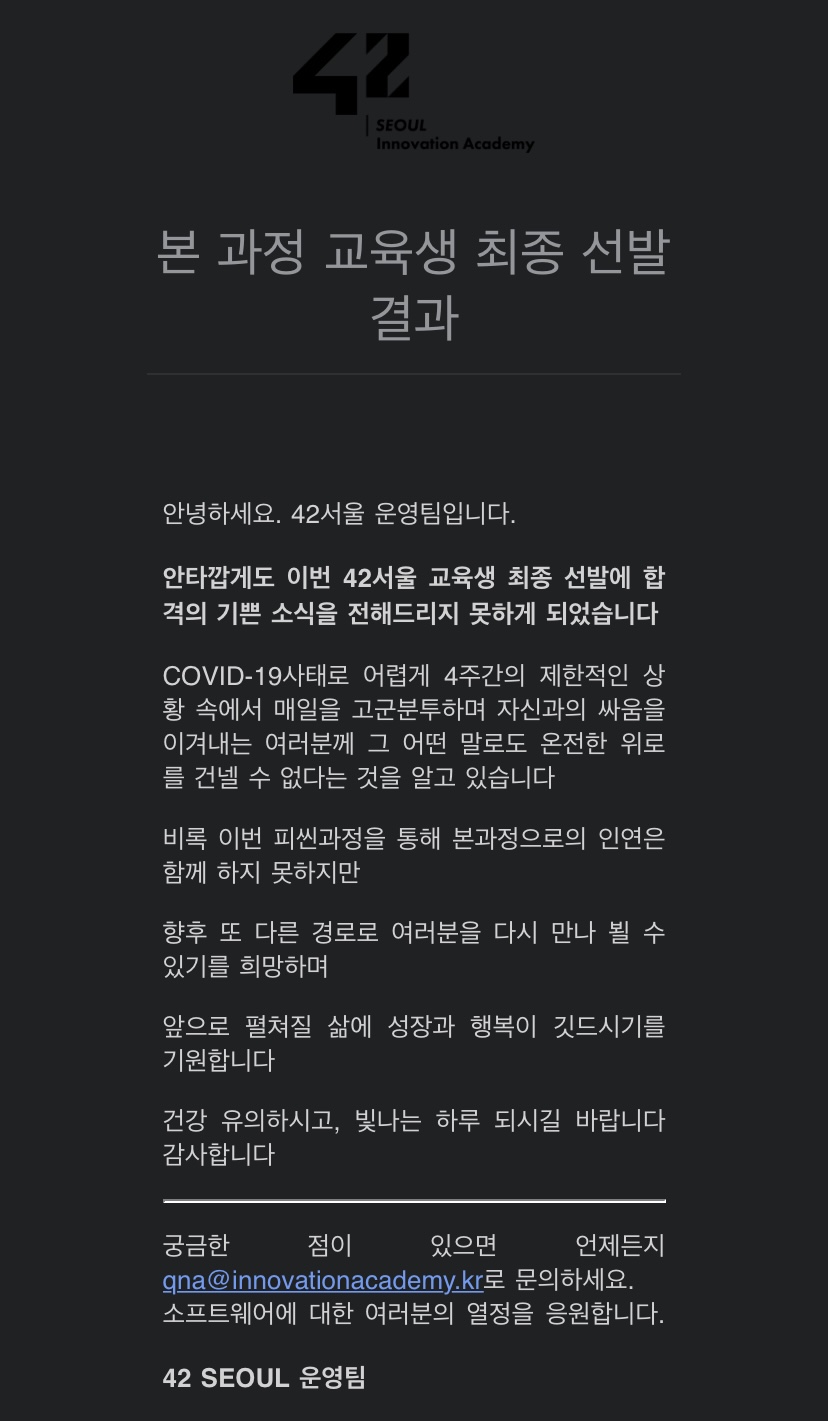 42
SEOUL
Innovation Academy
본 과정 교육생 최종 선발
결과
안녕하세요. 42서울 운영팀입니다.
안타깝게도 이번 42서울 교육생 최종 선발에 합
격의 기쁜 소식을 전해드리지 못하게 되었습니다
COVID-19사태로 어렵게 4주간의 제한적인 상
황 속에서 매일을 고군분투하며 자신과의 싸움을
이겨내는 여러분께 그 어떤 말로도 온전한 위로
를 건넬 수 없다는 것을 알고 있습니다
비록 이번 피씬과정을 통해 본과정으로의 인연은
함께 하지 못하지만
향후 또 다른 경로로 여러분을 다시 만나 뵐 수
있기를 희망하며
앞으로 펼쳐질 삶에 성장과 행복이 깃드시기를
기원합니다
건강 유의하시고, 빛나는 하루 되시길 바랍니다
감사합니다
궁금한 점이 있으면 언제든지
qna@innovationacademy.kr로 문의하세요.
소프트웨어에 대한 여러분의 열정을 응원합니다.
42 SEOUL 운영팀